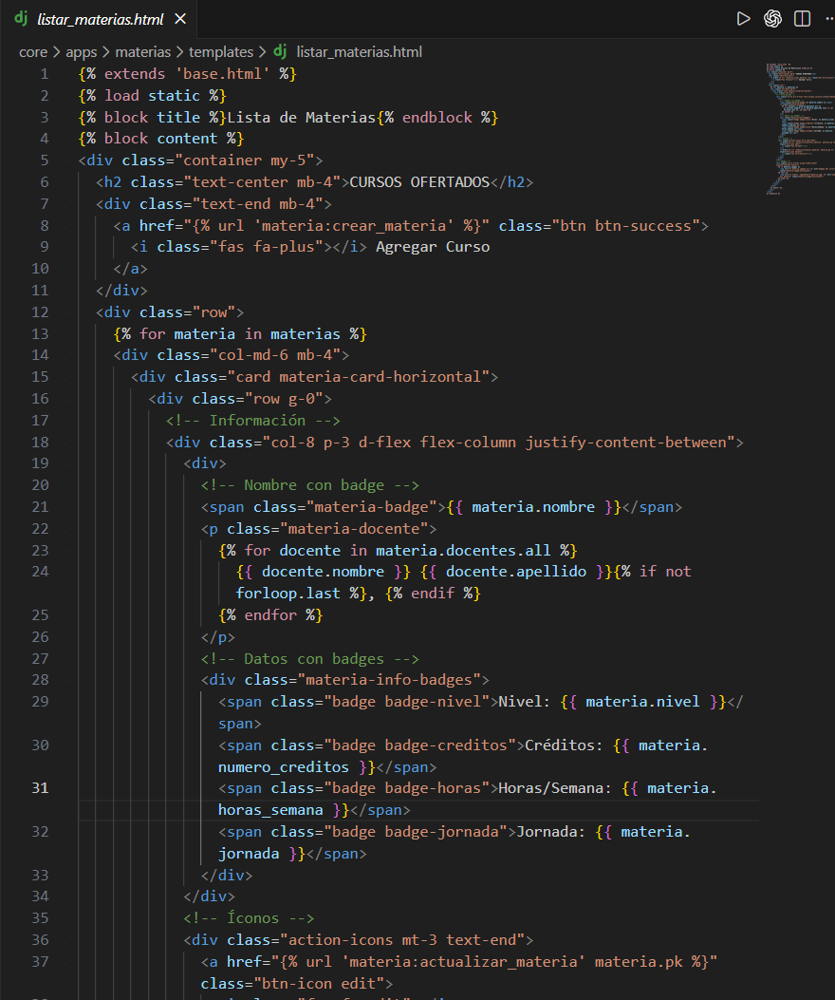 dj listar_materias.html ×
core > apps > materias > templates > dj listar_materias.html
1 {% extends 'base.html' %}
2 {% load static %}
3 {% block title %}Lista de Materias{% endblock %}
4 {% block content %}
5 <div class="container my-5">
6 <h2 class="text-center mb-4">CURSOS OFERTADOS</h2>
7 <div class="text-end mb-4">
8 <a href="{% url 'materia:crear_materia' %}" class="btn btn-success">
9 <i class="fas fa-plus"></i> Agregar Curso
10 </a>
11 </div>
12 <div class="row">
13 {% for materia in materias %}
14 <div class="col-md-6 mb-4">
15 <div class="card materia-card-horizontal">
16 <div class="row g-0">
17 <!-- Información -->
18 <div class="col-8 p-3 d-flex flex-column justify-content-between">
19 <div>
20 <!-- Nombre con badge -->
21 <span class="materia-badge">{{ materia.nombre }}</span>
22 <p class="materia-docente">
23 {% for docente in materia.docentes.all %}
24 {{ docente.nombre }} {{ docente.apellido }}{% if not
forloop.last %}, {% endif %}
25 {% endfor %}
26 </p>
27 <!-- Datos con badges -->
28 <div class="materia-info-badges">
29 <span class="badge badge-nivel">Nivel: {{ materia.nivel }}</
span>
30 <span class="badge badge-creditos">Créditos: {{ materia.
numero_creditos }}</span>
31 <span class="badge badge-horas">Horas/Semana: {{ materia.
horas_semana }}</span>
32 <span class="badge badge-jornada">Jornada: {{ materia.
jornada }}</span>
33 </div>
34 </div>
35 <!-- Íconos -->
36 <div class="action-icons mt-3 text-end">
37 <a href="{% url 'materia:actualizar_materia' materia.pk %}"
class="btn-icon edit">